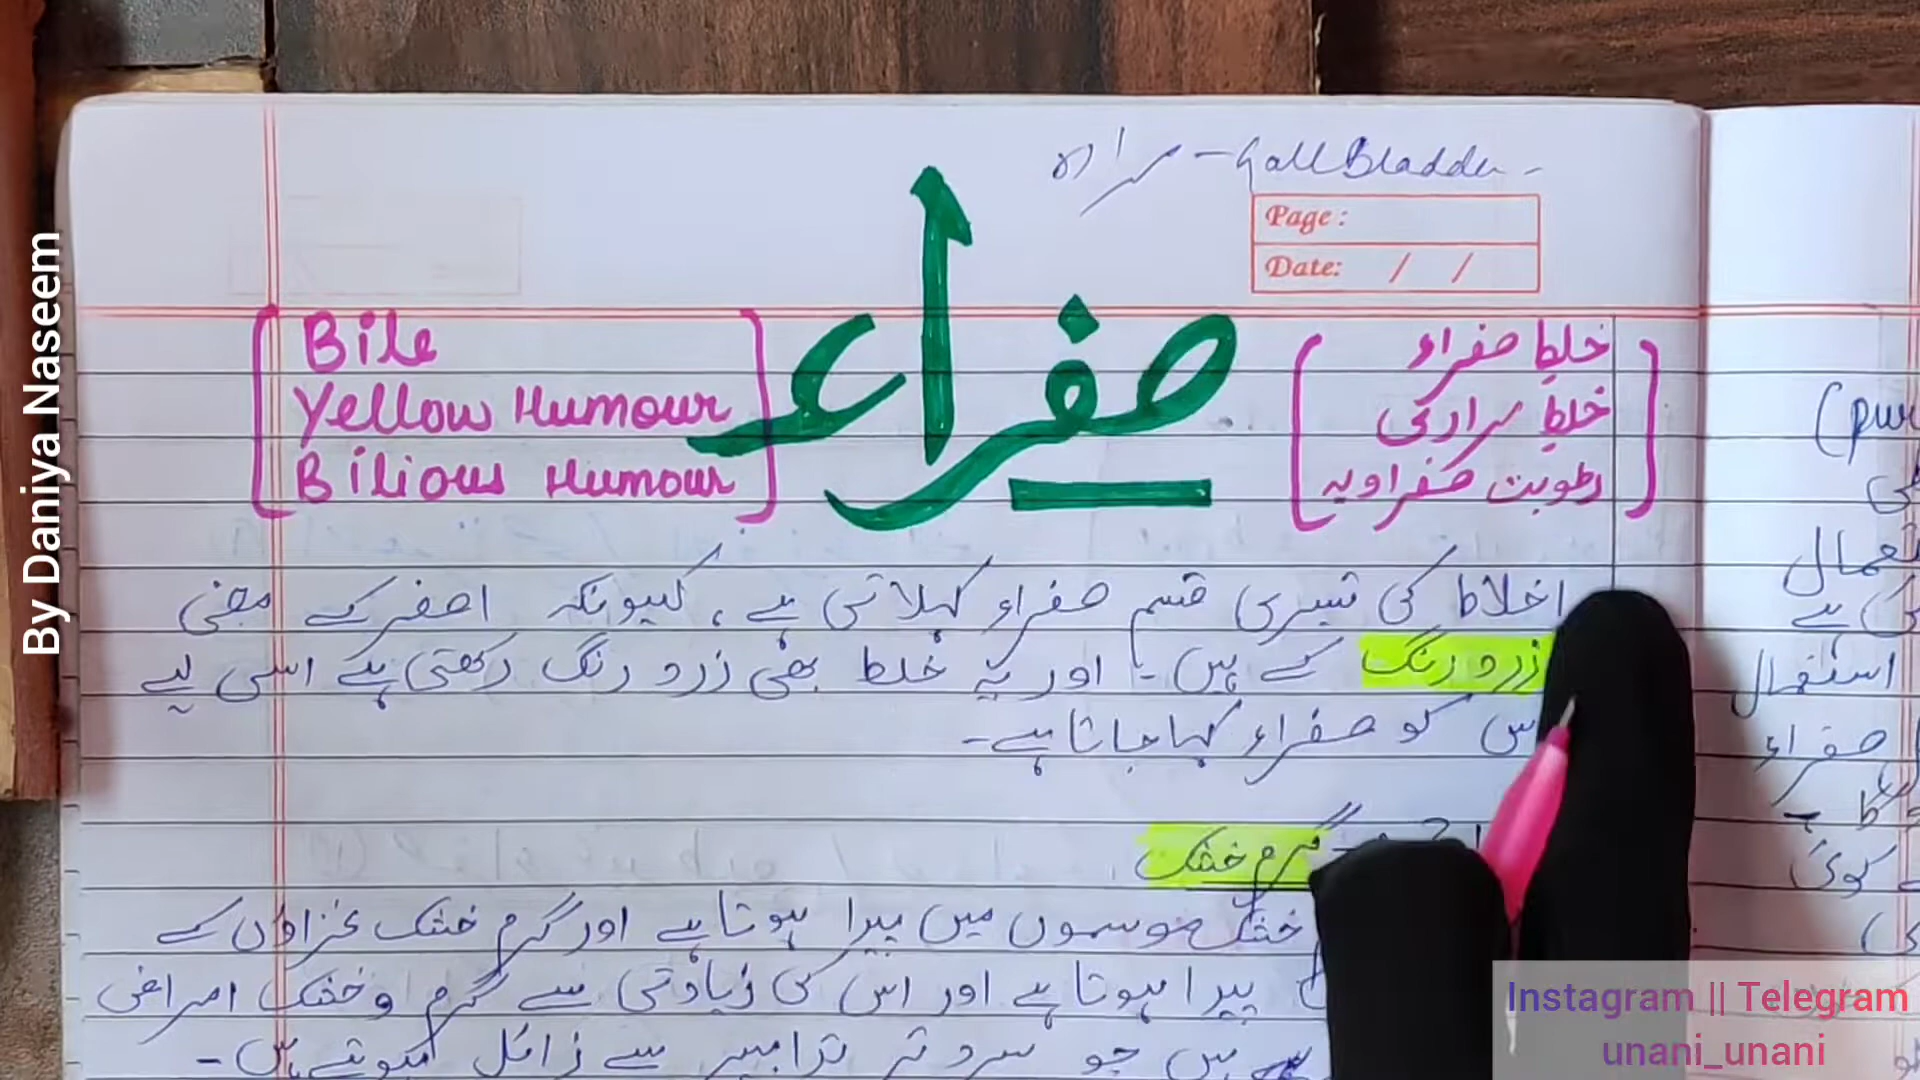 مرارہ - Gall Bladder -
Page :
Date: / /
صفراء
[ Bile
Yellow Humour
Bilious Humour ]
[ خلطِ صفراء
خلطِ مراری
رطوبت صفراویہ ]
اخلاط کی تیسری قسم صفراء کہلاتی ہے، کیونکہ اصفر کے معنی
زرد رنگ کے ہیں۔ اور یہ خلط بھی زرد رنگ رکھتی ہے اسی لیے
اس کو صفراء کہا جاتا ہے۔
گرم خشک
خشک موسموں میں پیدا ہوتا ہے اور گرم خشک غذاؤں کے
پیدا ہوتا ہے اور اس کی زیادتی سے گرم و خشک امراض
ہیں جو سرد تر تدابیر سے زائل ہوتے ہیں۔
استعمال
صفراء
کوئ
By Daniya Naseem
Instagram || Telegram
unani_unani